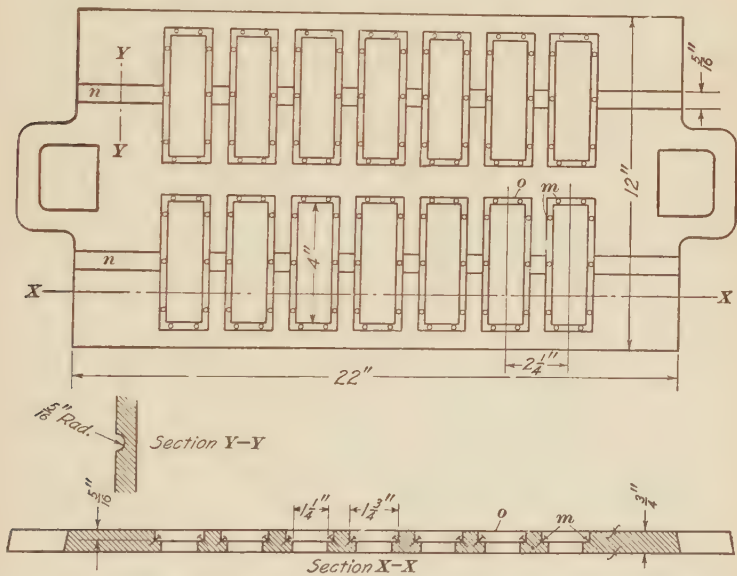 Y
n
Y
5/16
o
m
12"
4"
n
X
X
2 1/4"
22"
5/16" Rad.
Section Y-Y
5/16
1 1/4"
1 3/4"
o
m
3/4"
Section X-X